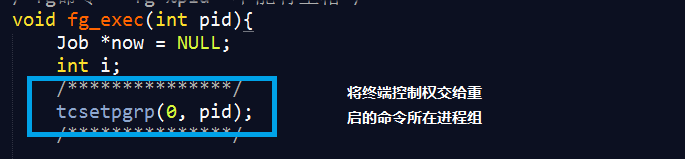 void fg_exec(int pid){
Job *now = NULL;
int i;
/***************/
tcsetpgrp(0, pid);
将终端控制权交给重
启的命令所在进程组
/***************/